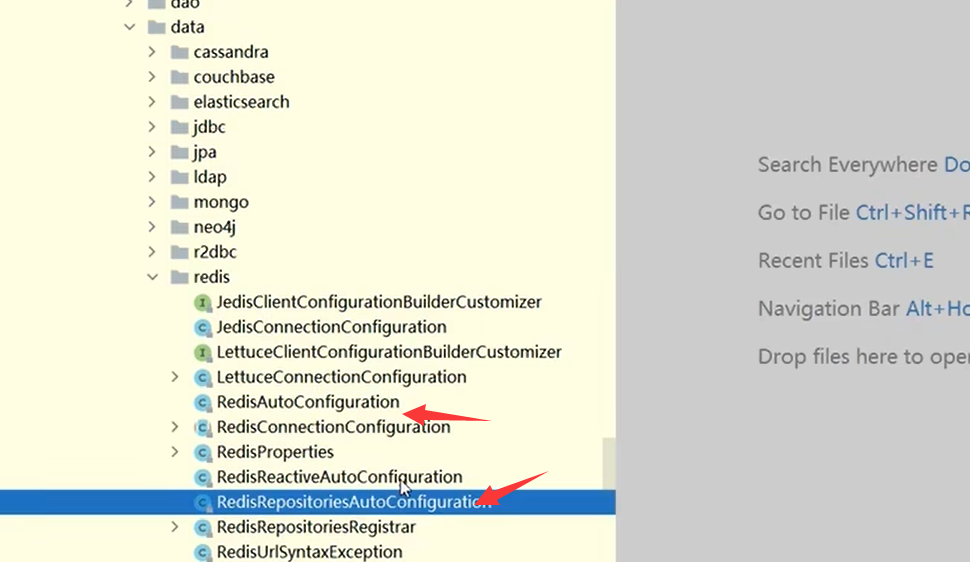 dao
data
cassandra
couchbase
elasticsearch
jdbc
jpa
ldap
mongo
neo4j
r2dbc
redis
JedisClientConfigurationBuilderCustomizer
JedisConnectionConfiguration
LettuceClientConfigurationBuilderCustomizer
LettuceConnectionConfiguration
RedisAutoConfiguration
RedisConnectionConfiguration
RedisProperties
RedisReactiveAutoConfiguration
RedisRepositoriesAutoConfiguration
RedisRepositoriesRegistrar
RedisUrlSyntaxException
Search Everywhere Do
Go to File Ctrl+Shift+R
Recent Files Ctrl+E
Navigation Bar Alt+Ho
Drop files here to open